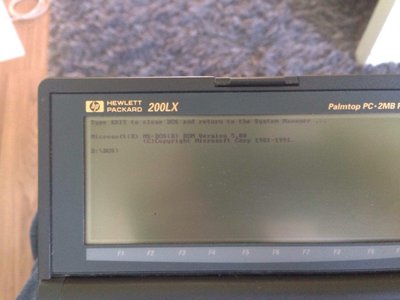 hp HEWLETT
PACKARD 200LX
Palmtop PC • 2MB
Type EXIT to close DOS and return to the System Manager ...
Microsoft(R) MS-DOS(R) ROM Version 5.00
(C)Copyright Microsoft Corp 1981-1991.
D:\DOS>
F1 F2 F3 F4 F5 F6 F7 F8 F9